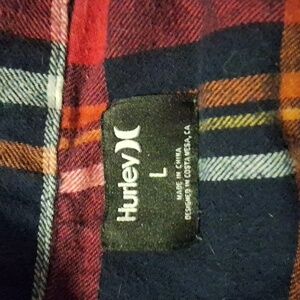 Hurley
L
MADE IN CHINA
DESIGNED IN COSTA MESA, CA